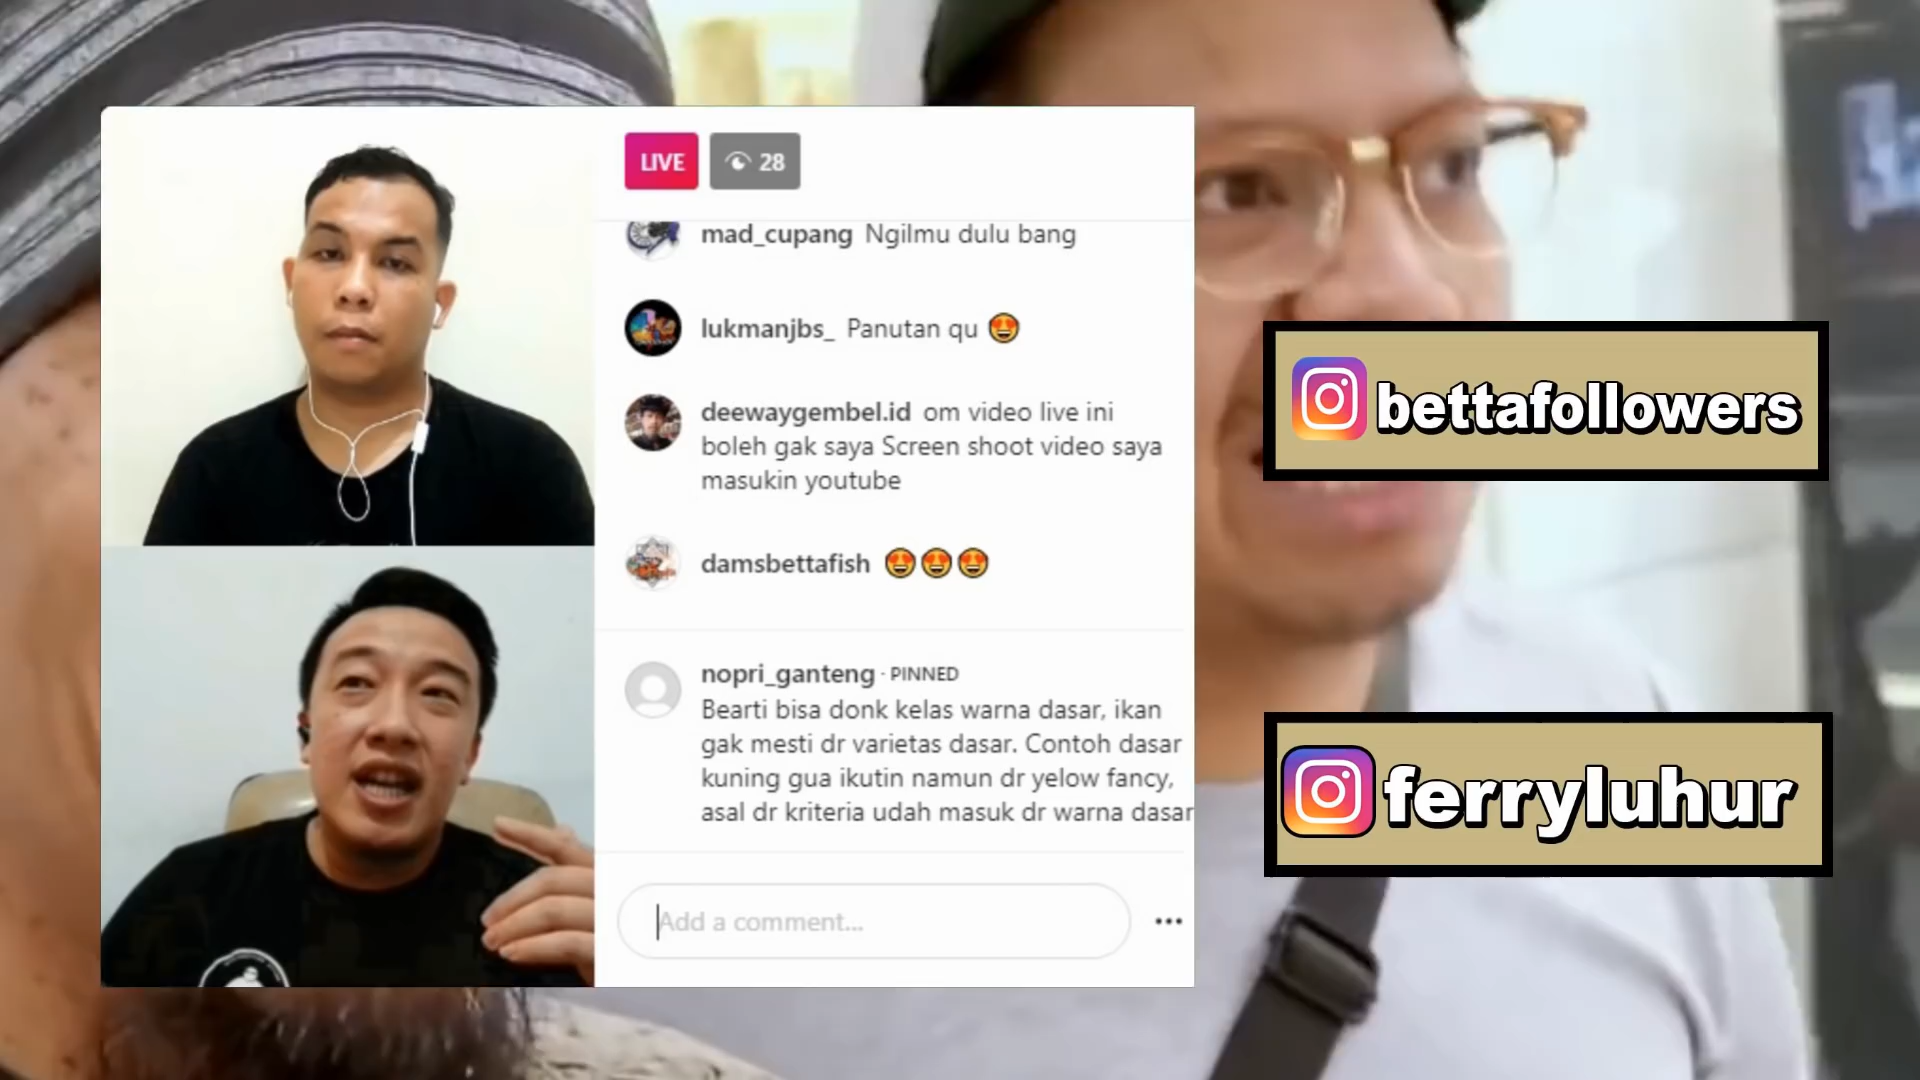 LIVE 28
mad_cupang Ngilmu dulu bang
lukmanjbs_ Panutan qu 😍
deewaygembel.id om video live ini
boleh gak saya Screen shoot video saya
masukin youtube
damsbettafish 😍😍😍
nopri_ganteng · PINNED
Bearti bisa donk kelas warna dasar, ikan
gak mesti dr varietas dasar. Contoh dasar
kuning gua ikutin namun dr yelow fancy,
asal dr kriteria udah masuk dr warna dasar
Add a comment...
bettafollowers
ferryluhur